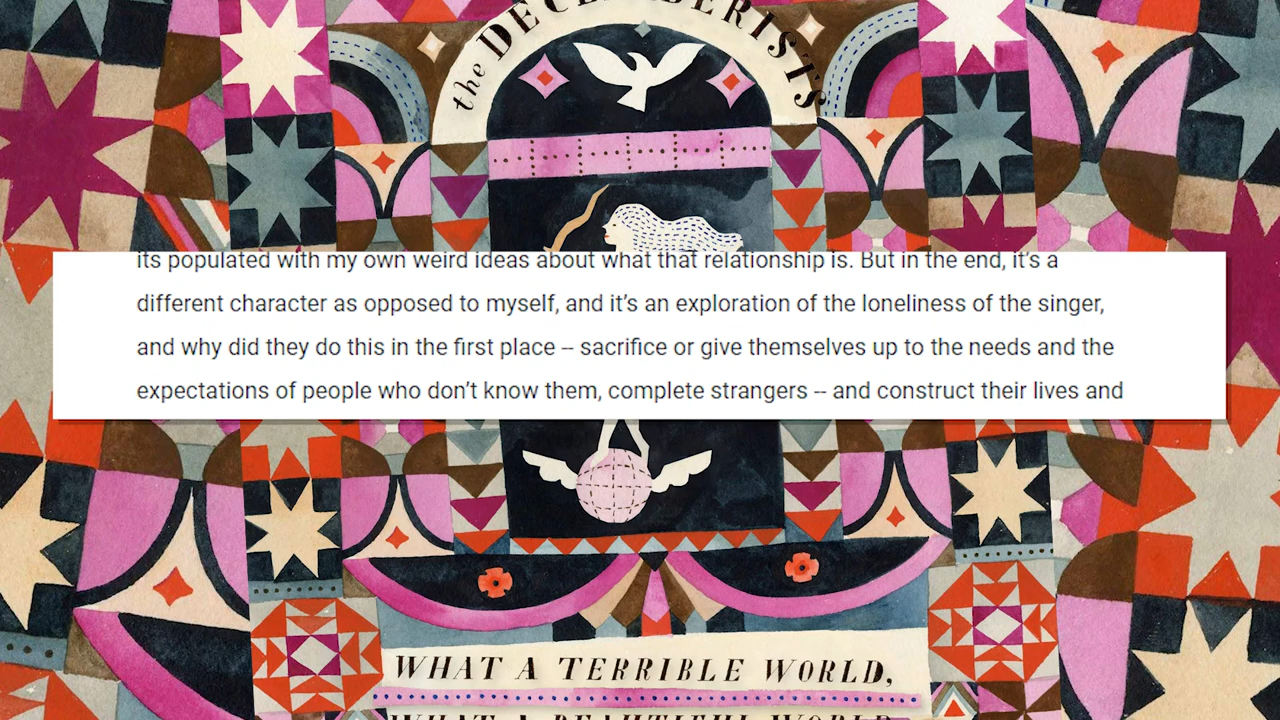 the DECEMBERISTS
its populated with my own weird ideas about what that relationship is. But in the end, it’s a
different character as opposed to myself, and it’s an exploration of the loneliness of the singer,
and why did they do this in the first place -- sacrifice or give themselves up to the needs and the
expectations of people who don’t know them, complete strangers -- and construct their lives and
WHAT A TERRIBLE WORLD,
WHAT A BEAUTIFUL WORLD